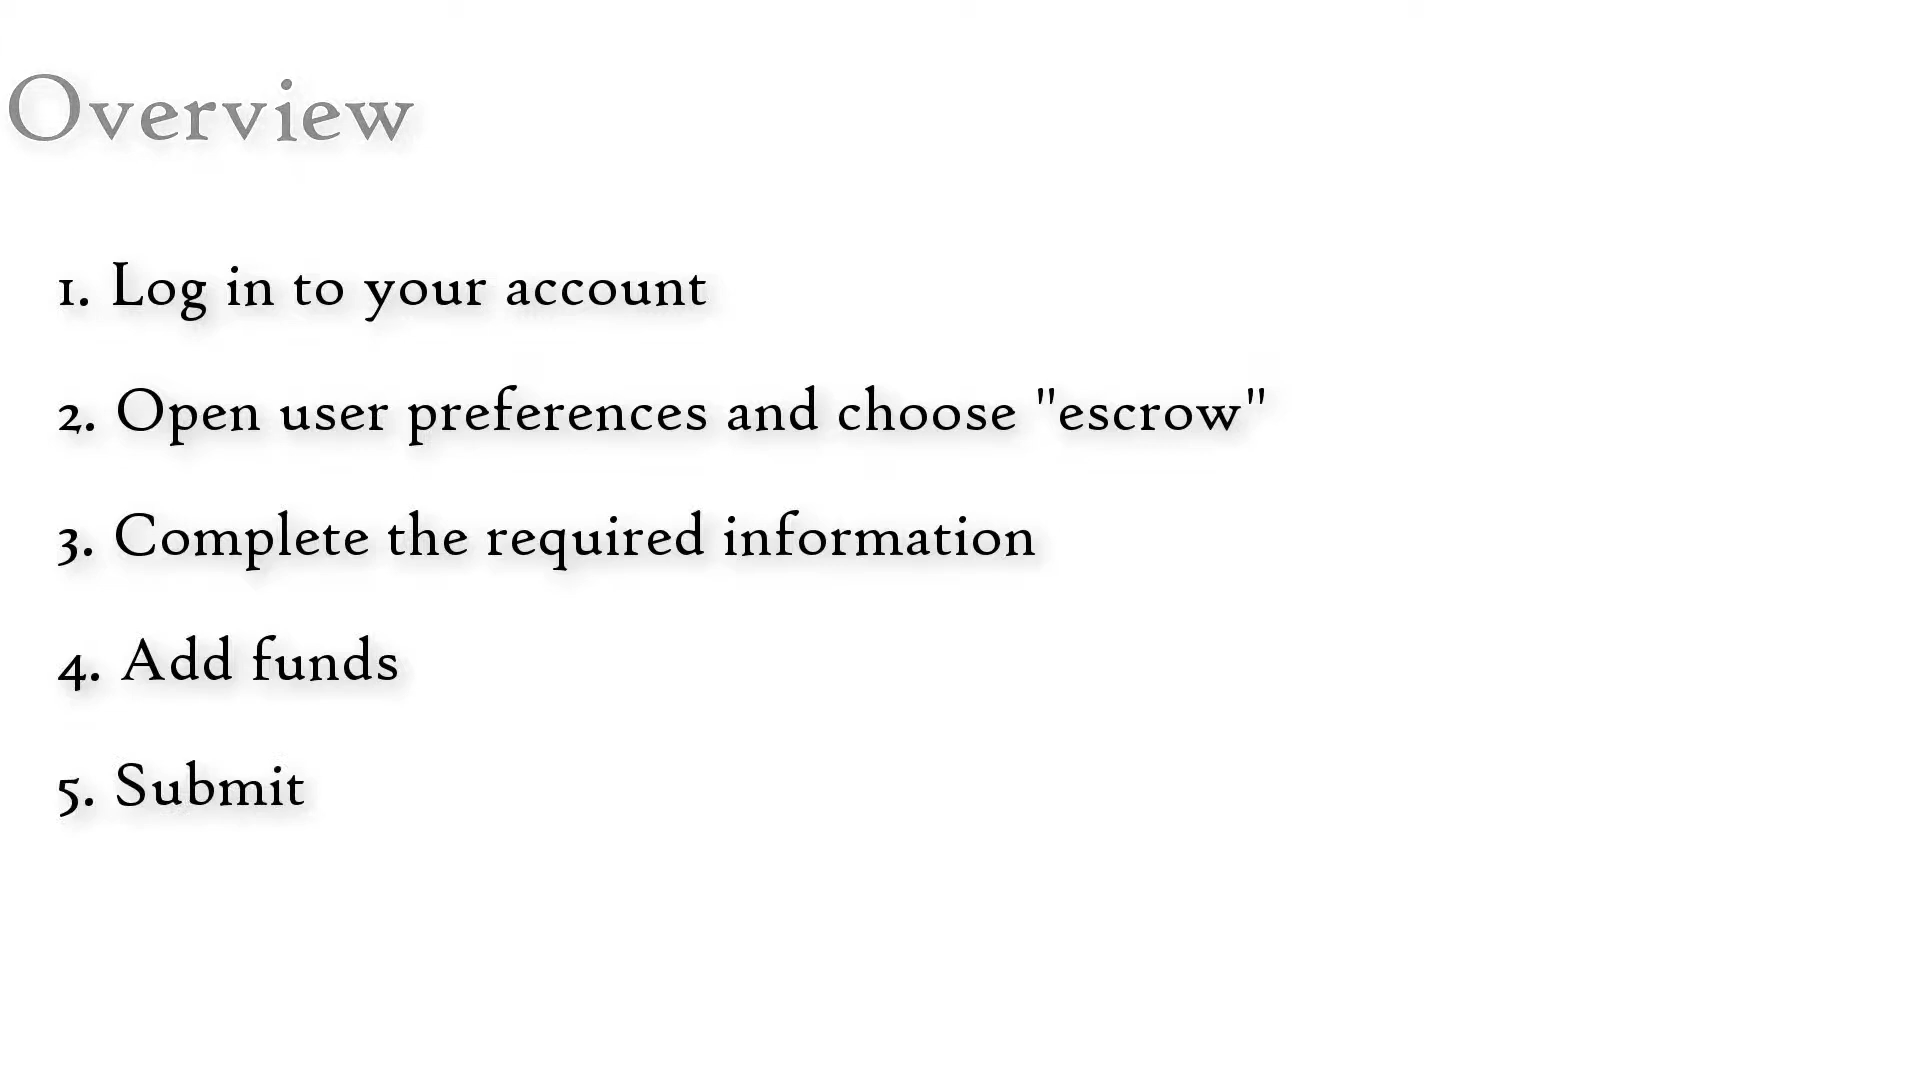 Overview
1. Log in to your account
2. Open user preferences and choose "escrow"
3. Complete the required information
4. Add funds
5. Submit